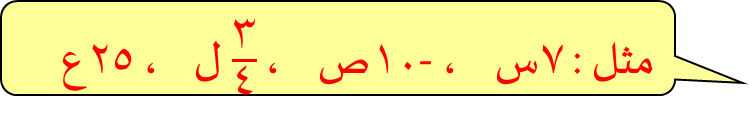 مثل : ٧س ، -١٠ص ، ٣/٤ ل ، ٢٥ع